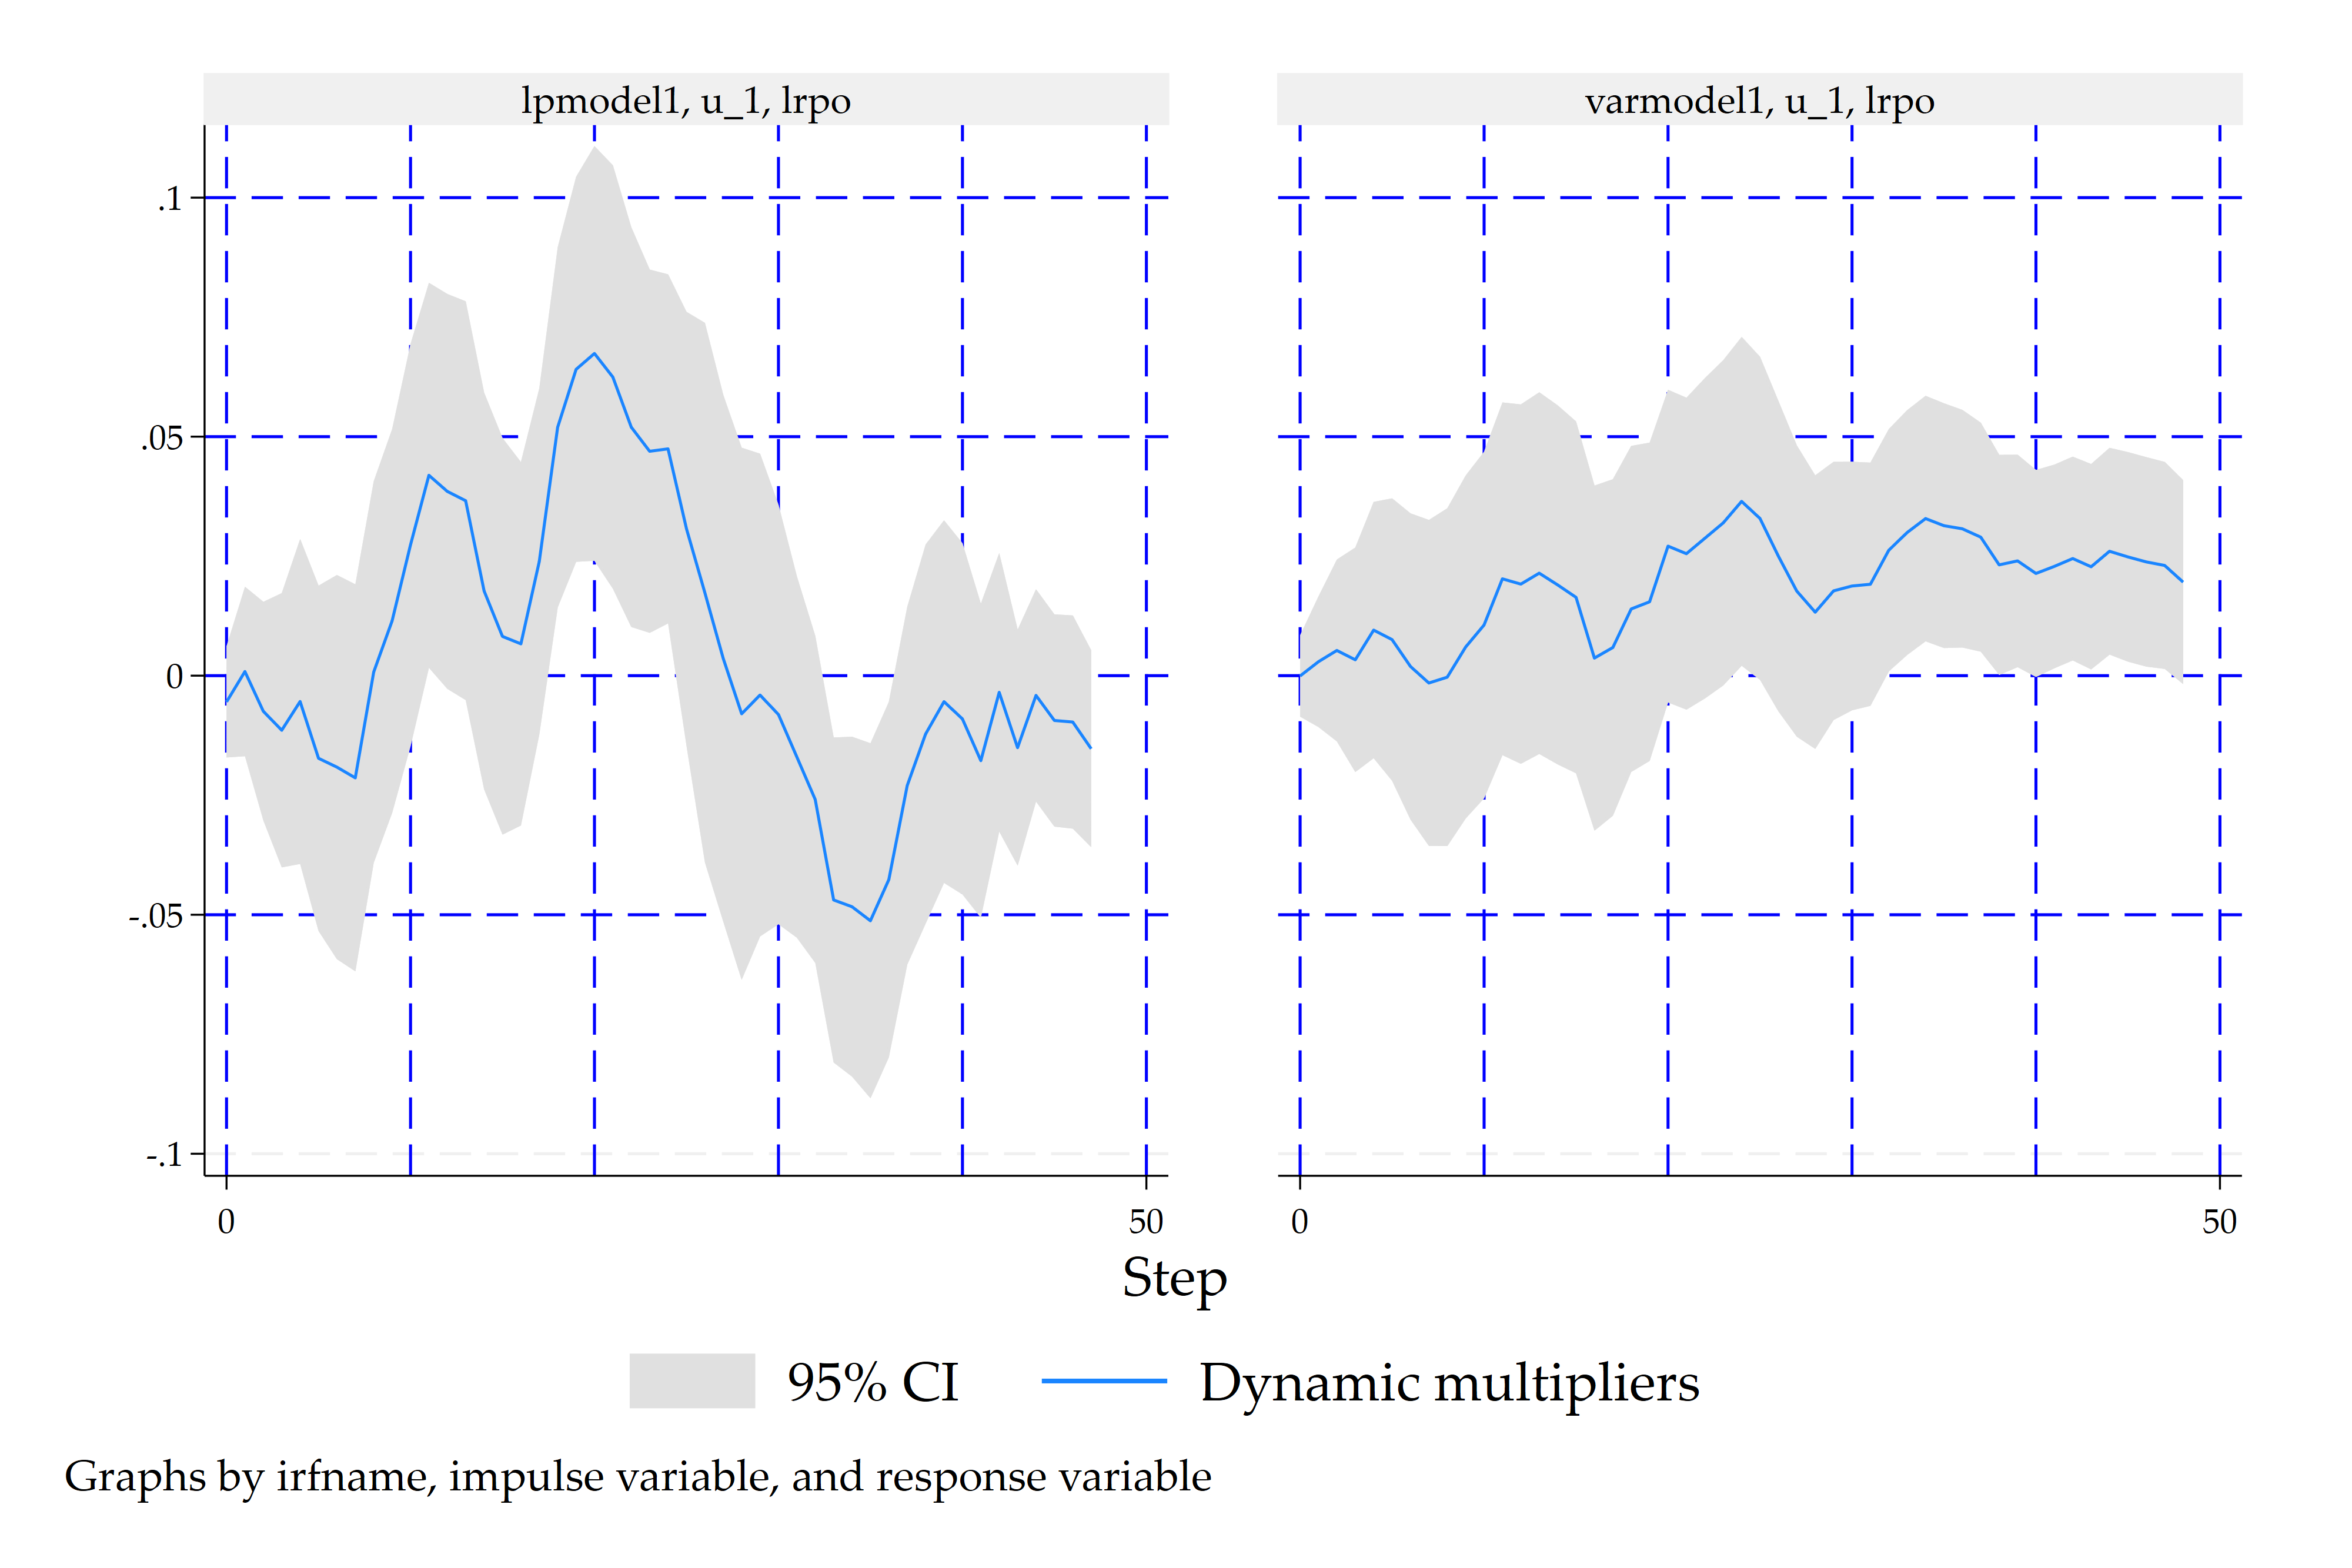 lpmodel1, u_1, lrpo
varmodel1, u_1, lrpo
.1
.05
0
-.05
-.1
0 50 0 50
Step
95% CI Dynamic multipliers
Graphs by irfname, impulse variable, and response variable